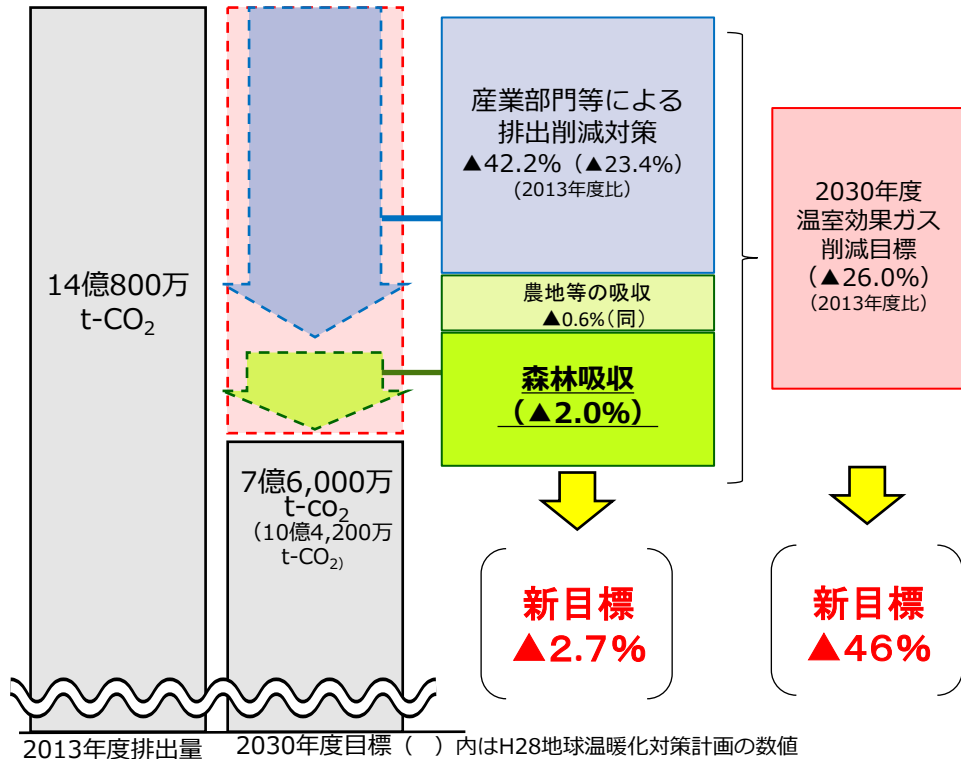 14億800万
t-CO₂
7億6,000万
t-co₂
(10億4,200万
t-CO₂)
産業部門等による
排出削減対策
▲42.2%(▲23.4%)
(2013年度比)
農地等の吸収
▲0.6%(同)
森林吸収
(▲2.0%)
2030年度
温室効果ガス
削減目標
(▲26.0%)
(2013年度比)
新目標
▲2.7%
新目標
▲46%
2013年度排出量
2030年度目標( )内はH28地球温暖化対策計画の数値